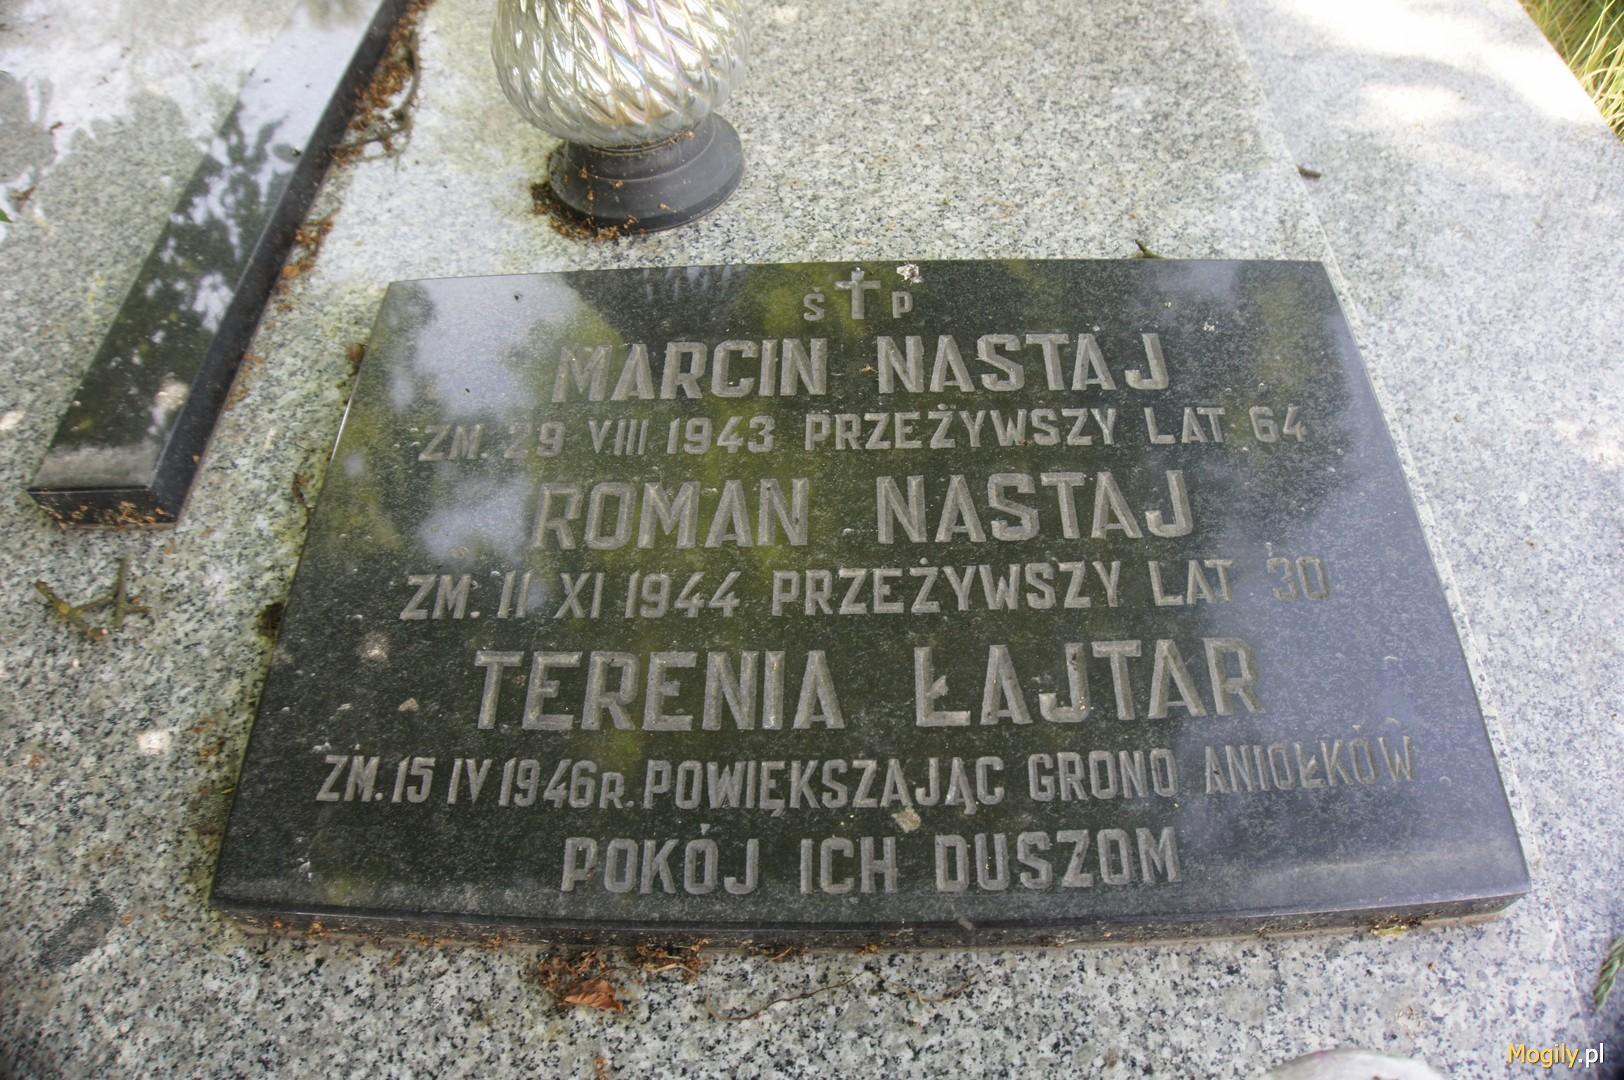 Ś P
MARCIN NASTAJ
ZM. 29 VIII 1943 PRZEŻYWSZY LAT 64
ROMAN NASTAJ
ZM. 11 XI 1944 PRZEŻYWSZY LAT 30
TERENIA ŁAJTAR
ZM. 15 IV 1946R. POWIĘKSZAJĄC GRONO ANIOŁKÓW
POKÓJ ICH DUSZOM
Mogily.pl